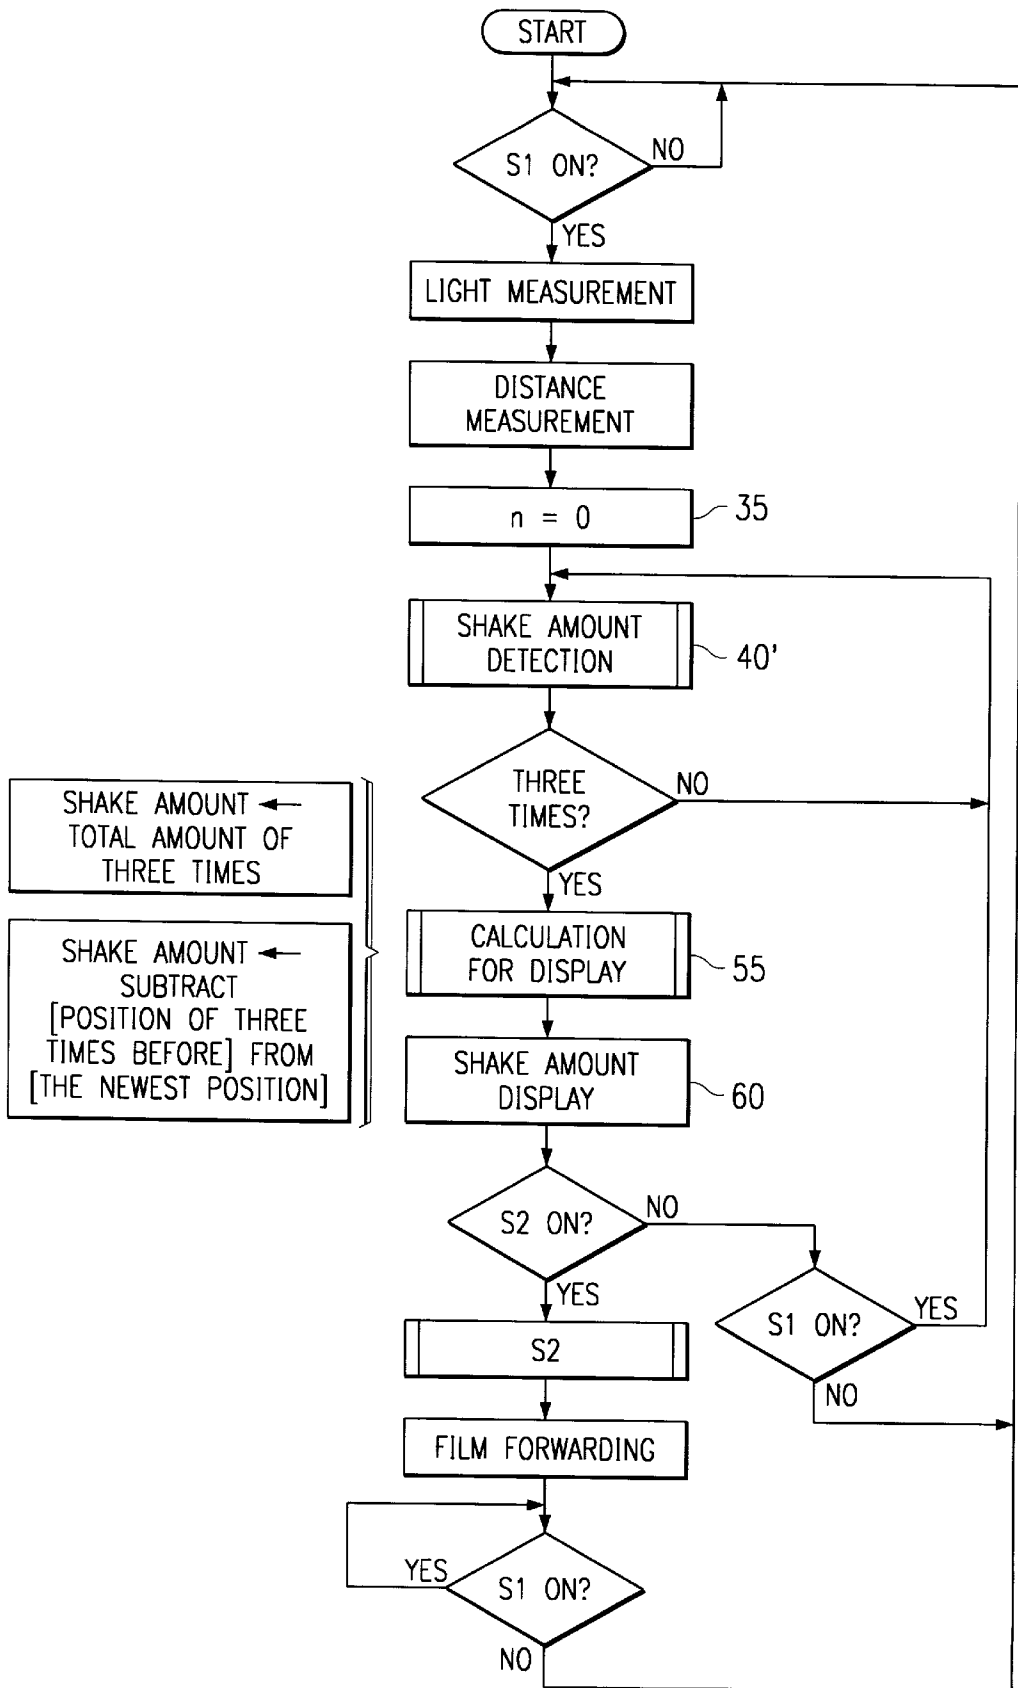 START
S1 ON?
NO
YES
LIGHT MEASUREMENT
DISTANCE
MEASUREMENT
n = 0
35
SHAKE AMOUNT
DETECTION
40'
THREE
TIMES?
NO
YES
SHAKE AMOUNT ←
TOTAL AMOUNT OF
THREE TIMES
SHAKE AMOUNT ←
SUBTRACT
[POSITION OF THREE
TIMES BEFORE] FROM
[THE NEWEST POSITION]
CALCULATION
FOR DISPLAY
55
SHAKE AMOUNT
DISPLAY
60
S2 ON?
NO
YES
S1 ON?
YES
NO
S2
FILM FORWARDING
YES
S1 ON?
NO